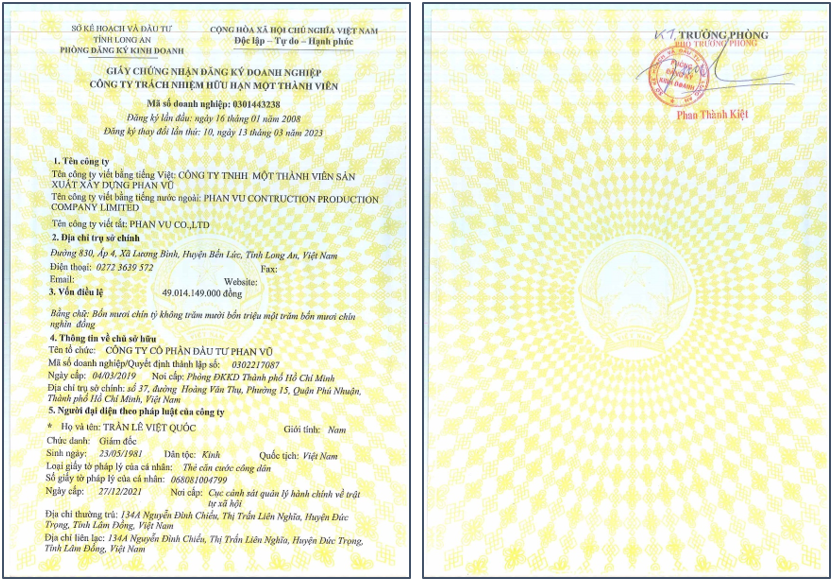 SỞ KẾ HOẠCH VÀ ĐẦU TƯ
TỈNH LONG AN
PHÒNG ĐĂNG KÝ KINH DOANH
CỘNG HÒA XÃ HỘI CHỦ NGHĨA VIỆT NAM
Độc lập – Tự do – Hạnh phúc
GIẤY CHỨNG NHẬN ĐĂNG KÝ DOANH NGHIỆP
CÔNG TY TRÁCH NHIỆM HỮU HẠN MỘT THÀNH VIÊN
Mã số doanh nghiệp: 0301443238
Đăng ký lần đầu: ngày 16 tháng 01 năm 2008
Đăng ký thay đổi lần thứ: 10, ngày 13 tháng 03 năm 2023
1. Tên công ty
Tên công ty viết bằng tiếng Việt: CÔNG TY TNHH MỘT THÀNH VIÊN SẢN
XUẤT XÂY DỰNG PHAN VŨ
Tên công ty viết bằng tiếng nước ngoài: PHAN VU CONTRUCTION PRODUCTION
COMPANY LIMITED
Tên công ty viết tắt: PHAN VU CO.,LTD
2. Địa chỉ trụ sở chính
Đường 830, Ấp 4, Xã Lương Bình, Huyện Bến Lức, Tỉnh Long An, Việt Nam
Điện thoại: 0272 3639 572 Fax:
Email: Website:
3. Vốn điều lệ 49.014.149.000 đồng
Bằng chữ: Bốn mươi chín tỷ không trăm mười bốn triệu một trăm bốn mươi chín
nghìn đồng
4. Thông tin về chủ sở hữu
Tên tổ chức: CÔNG TY CỔ PHẦN ĐẦU TƯ PHAN VŨ
Mã số doanh nghiệp/Quyết định thành lập số: 0302217087
Ngày cấp: 04/03/2019 Nơi cấp: Phòng ĐKKD Thành phố Hồ Chí Minh
Địa chỉ trụ sở chính: số 37, đường Hoàng Văn Thụ, Phường 15, Quận Phú Nhuận,
Thành phố Hồ Chí Minh, Việt Nam
5. Người đại diện theo pháp luật của công ty
* Họ và tên: TRẦN LÊ VIỆT QUỐC Giới tính: Nam
Chức danh: Giám đốc
Sinh ngày: 23/05/1981 Dân tộc: Kinh Quốc tịch: Việt Nam
Loại giấy tờ pháp lý của cá nhân: Thẻ căn cước công dân
Số giấy tờ pháp lý của cá nhân: 068081004799
Ngày cấp: 27/12/2021 Nơi cấp: Cục cảnh sát quản lý hành chính về trật
tự xã hội
Địa chỉ thường trú: 134A Nguyễn Đình Chiểu, Thị Trấn Liên Nghĩa, Huyện Đức
Trọng, Tỉnh Lâm Đồng, Việt Nam
Địa chỉ liên lạc: 134A Nguyễn Đình Chiểu, Thị Trấn Liên Nghĩa, Huyện Đức Trọng,
Tỉnh Lâm Đồng, Việt Nam
KT. TRƯỞNG PHÒNG
PHÓ TRƯỞNG PHÒNG
PHÒNG
ĐĂNG KÝ
KINH DOANH
Phan Thành Kiệt